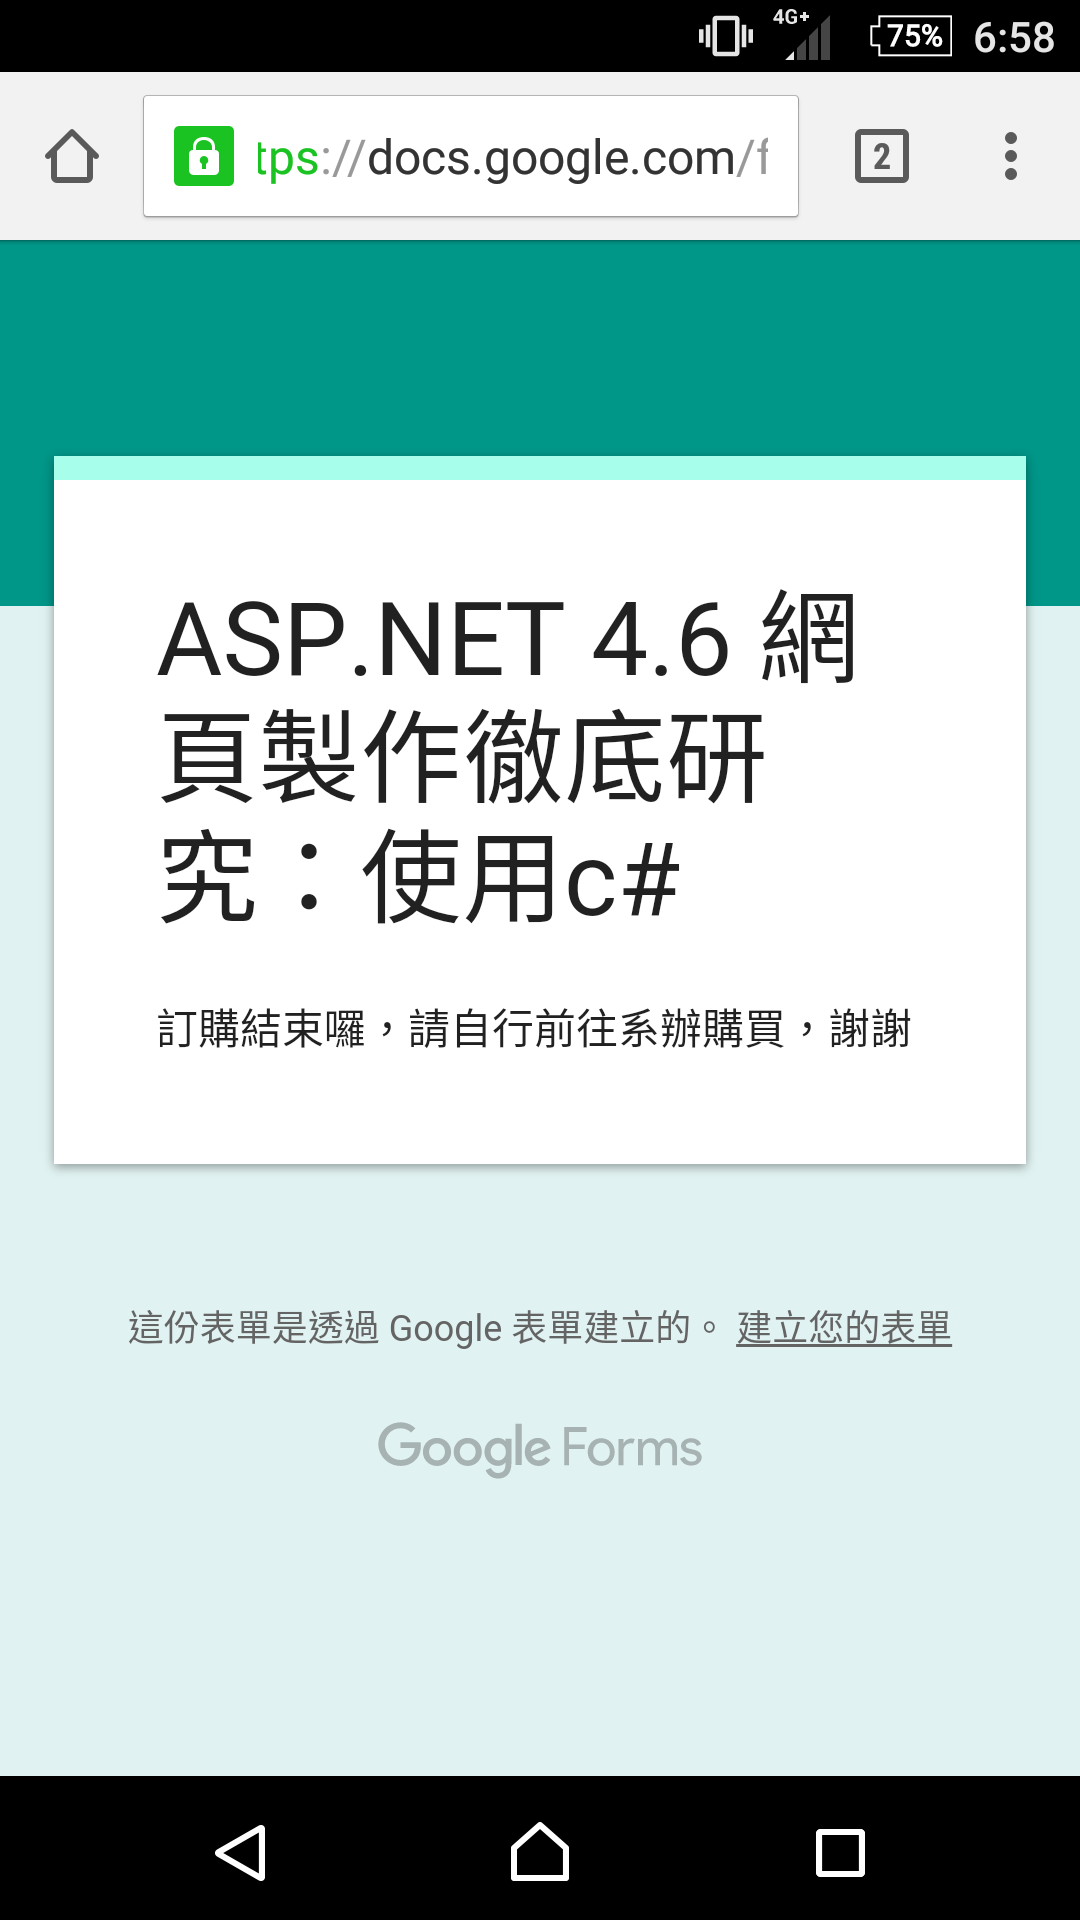 4G+ 75% 6:58
tps://docs.google.com/f
2
ASP.NET 4.6 網
頁製作徹底研
究：使用c#
訂購結束囉，請自行前往系辦購買，謝謝
這份表單是透過 Google 表單建立的。 建立您的表單
Google Forms